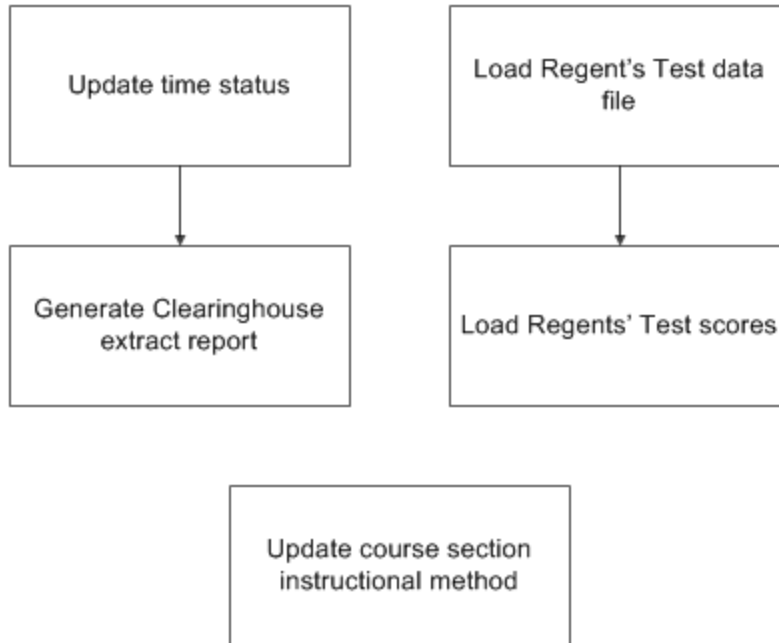 Update time status
Load Regent's Test data
file
Generate Clearinghouse
extract report
Load Regents' Test scores
Update course section
instructional method